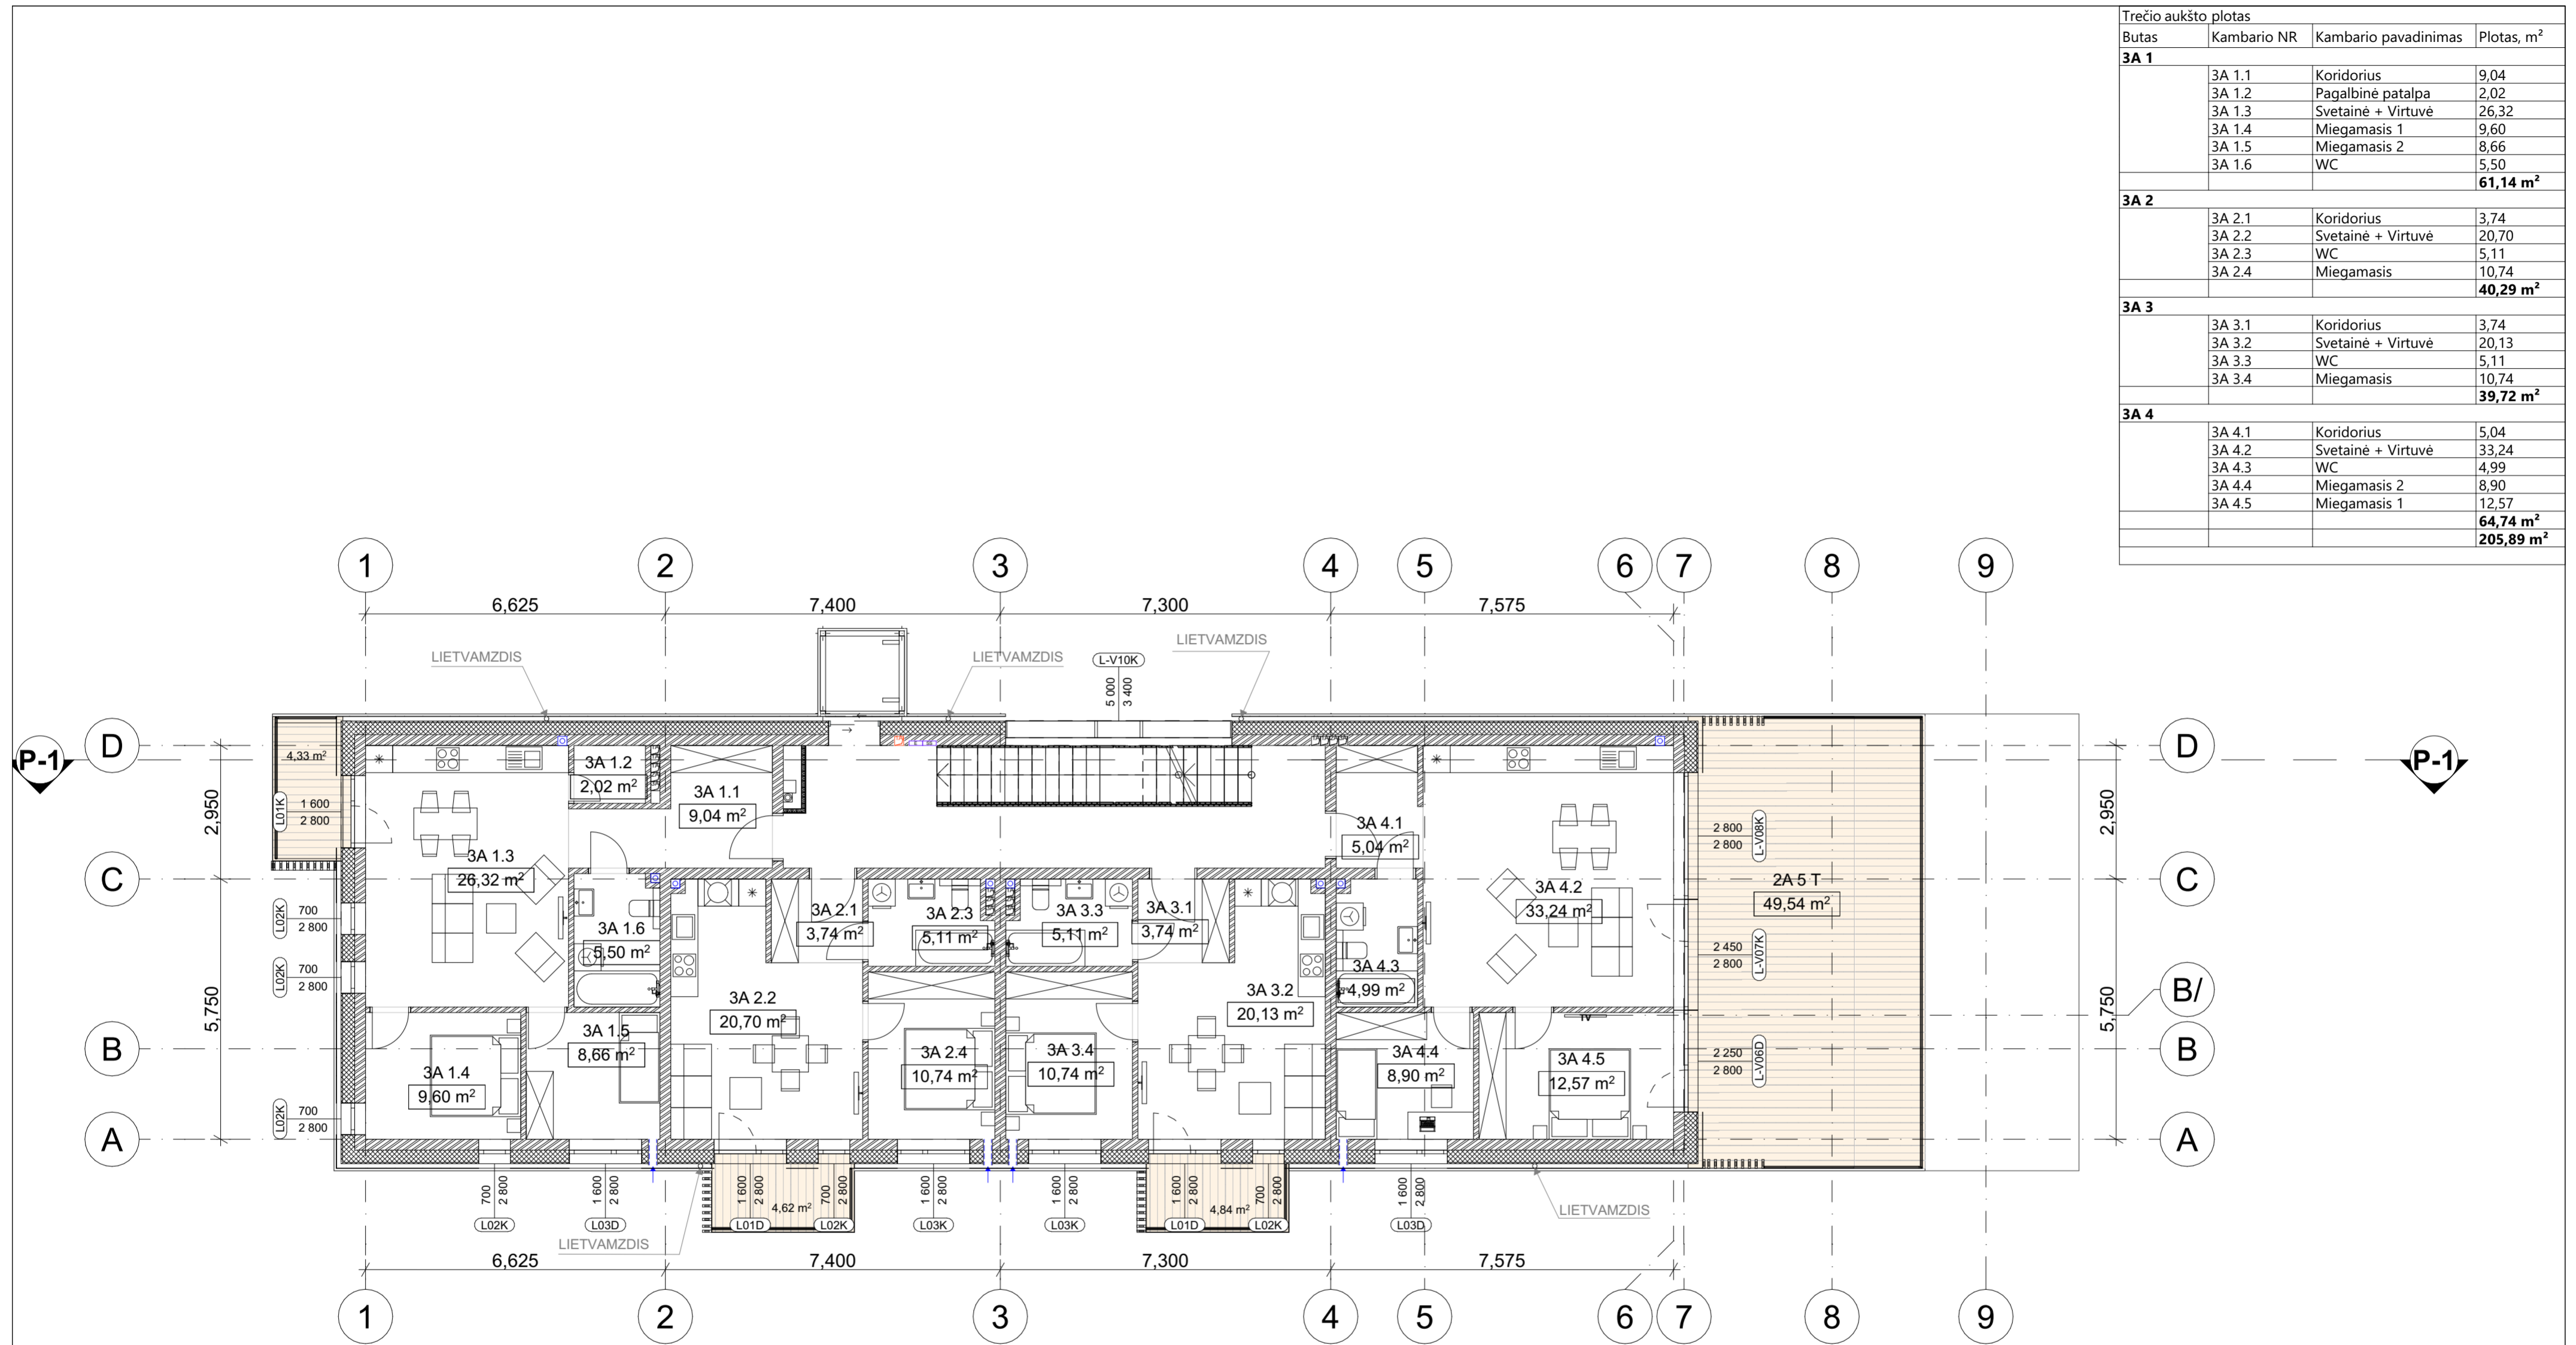 Trečio aukšto plotas
Butas Kambario NR Kambario pavadinimas Plotas, m²
3A 1
3A 1.1 Koridorius 9,04
3A 1.2 Pagalbinė patalpa 2,02
3A 1.3 Svetainė + Virtuvė 26,32
3A 1.4 Miegamasis 1 9,60
3A 1.5 Miegamasis 2 8,66
3A 1.6 WC 5,50
61,14 m²
3A 2
3A 2.1 Koridorius 3,74
3A 2.2 Svetainė + Virtuvė 20,70
3A 2.3 WC 5,11
3A 2.4 Miegamasis 10,74
40,29 m²
3A 3
3A 3.1 Koridorius 3,74
3A 3.2 Svetainė + Virtuvė 20,13
3A 3.3 WC 5,11
3A 3.4 Miegamasis 10,74
39,72 m²
3A 4
3A 4.1 Koridorius 5,04
3A 4.2 Svetainė + Virtuvė 33,24
3A 4.3 WC 4,99
3A 4.4 Miegamasis 2 8,90
3A 4.5 Miegamasis 1 12,57
64,74 m²
205,89 m²
1 2 3 4 5 6 7 8 9
6,625 7,400 7,300 7,575
LIETVAMZDIS
LIETVAMZDIS
LIETVAMZDIS
L-V10K
5 000
3 400
P-1
D
C
B
A
2,950
5,750
4,33 m²
L01K
1 600
2 800
L02K
700
2 800
L02K
700
2 800
L02K
700
2 800
3A 1.2
2,02 m²
3A 1.1
9,04 m²
3A 1.3
26,32 m²
3A 1.6
5,50 m²
3A 1.4
9,60 m²
3A 1.5
8,66 m²
3A 2.1
3,74 m²
3A 2.3
5,11 m²
3A 2.2
20,70 m²
3A 2.4
10,74 m²
3A 3.3
5,11 m²
3A 3.1
3,74 m²
3A 3.4
10,74 m²
3A 3.2
20,13 m²
3A 4.1
5,04 m²
3A 4.2
33,24 m²
3A 4.3
4,99 m²
3A 4.4
8,90 m²
3A 4.5
12,57 m²
TV
2 800
2 800
L-V08K
2A 5 T
49,54 m²
2 450
2 800
L-V07K
2 250
2 800
L-V06D
P-1
D
C
B/
B
A
2,950
5,750
700
2 800
L02K
1 600
2 800
L03D
1 600
2 800
L01D
4,62 m²
700
2 800
L02K
1 600
2 800
L03K
1 600
2 800
L03K
1 600
2 800
L01D
4,84 m²
700
2 800
L02K
1 600
2 800
L03D
LIETVAMZDIS
LIETVAMZDIS
6,625 7,400 7,300 7,575
1 2 3 4 5 6 7 8 9